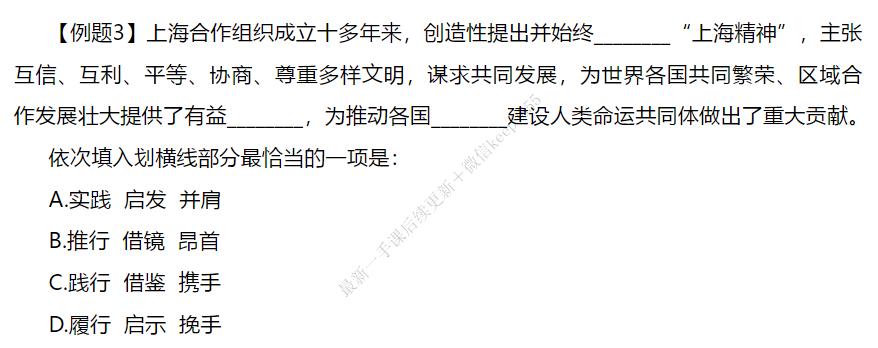 【例题3】上海合作组织成立十多年来，创造性提出并始终________“上海精神”，主张
互信、互利、平等、协商、尊重多样文明，谋求共同发展，为世界各国共同繁荣、区域合
作发展壮大提供了有益________，为推动各国________建设人类命运共同体做出了重大贡献。
依次填入划横线部分最恰当的一项是：
A.实践 启发 并肩
B.推行 借镜 昂首
C.践行 借鉴 携手
D.履行 启示 挽手
最新一手课后续更新＋微信